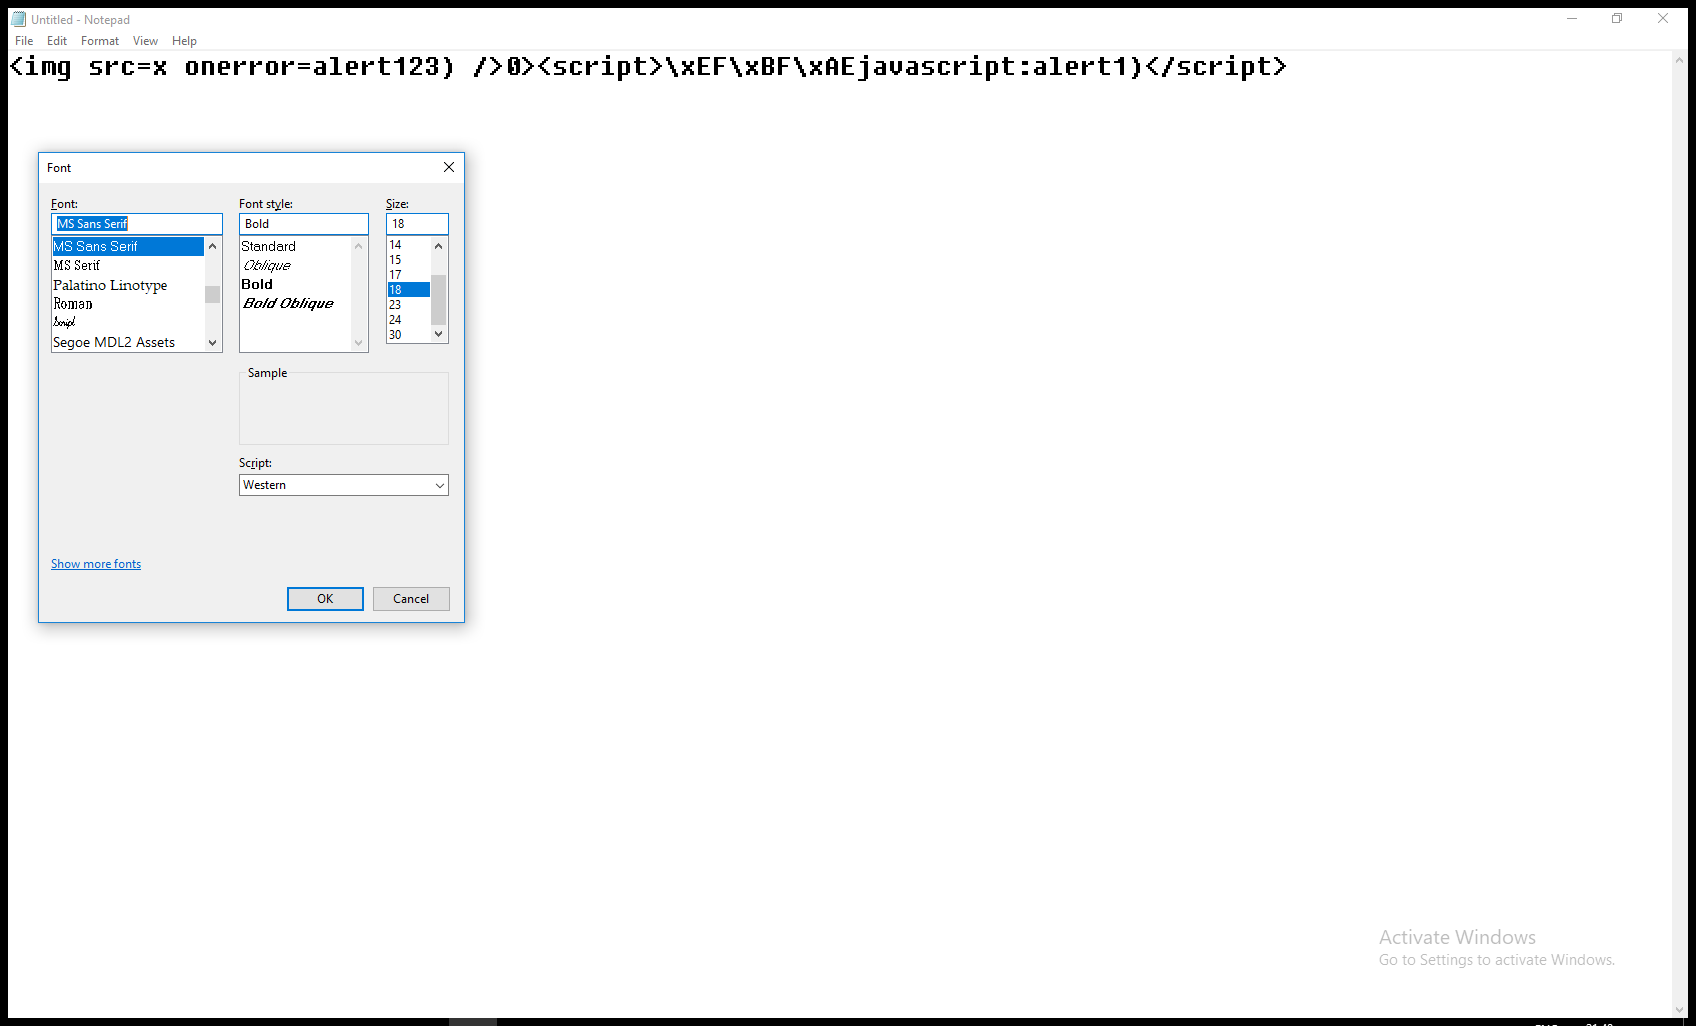 Untitled - Notepad
File Edit Format View Help
<img src=x onerror=alert123) />0><script>\xEF\xBF\xAEjavascript:alert1)</script>
Font
Font: Font style: Size:
MS Sans Serif Bold 18
MS Sans Serif
MS Serif
Palatino Linotype
Roman
Script
Segoe MDL2 Assets
Standard
Oblique
Bold
Bold Oblique
14
15
17
18
23
24
30
Sample
Script:
Western
Show more fonts
OK Cancel
Activate Windows
Go to Settings to activate Windows.